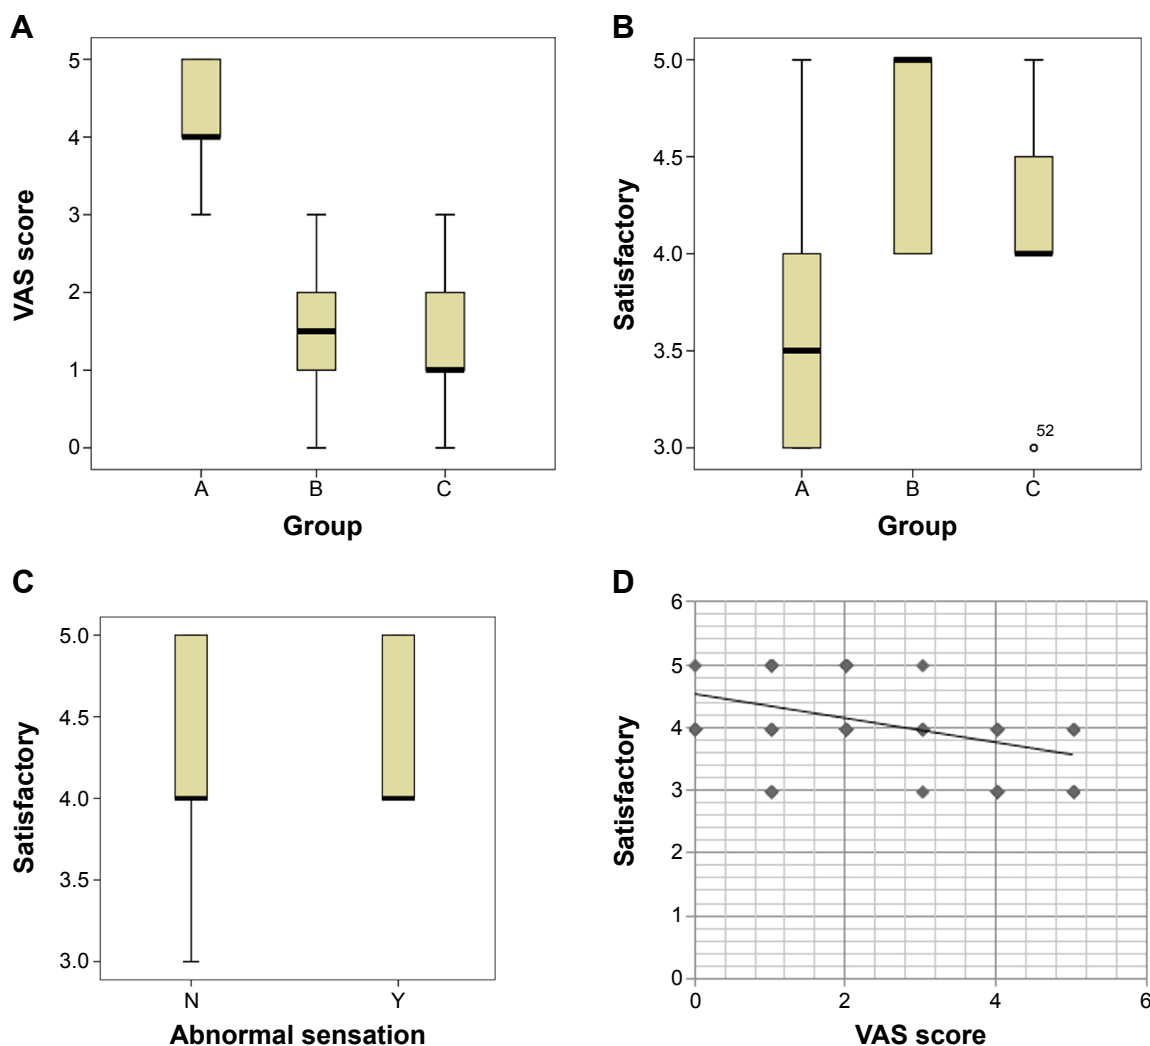 A
5
4
3
2
1
0
VAS score
A B C
Group
B
5.0
4.5
4.0
3.5
3.0
Satisfactory
52
A B C
Group
C
5.0
4.5
4.0
3.5
3.0
Satisfactory
N Y
Abnormal sensation
D
6
5
4
3
2
1
0
Satisfactory
0 2 4 6
VAS score